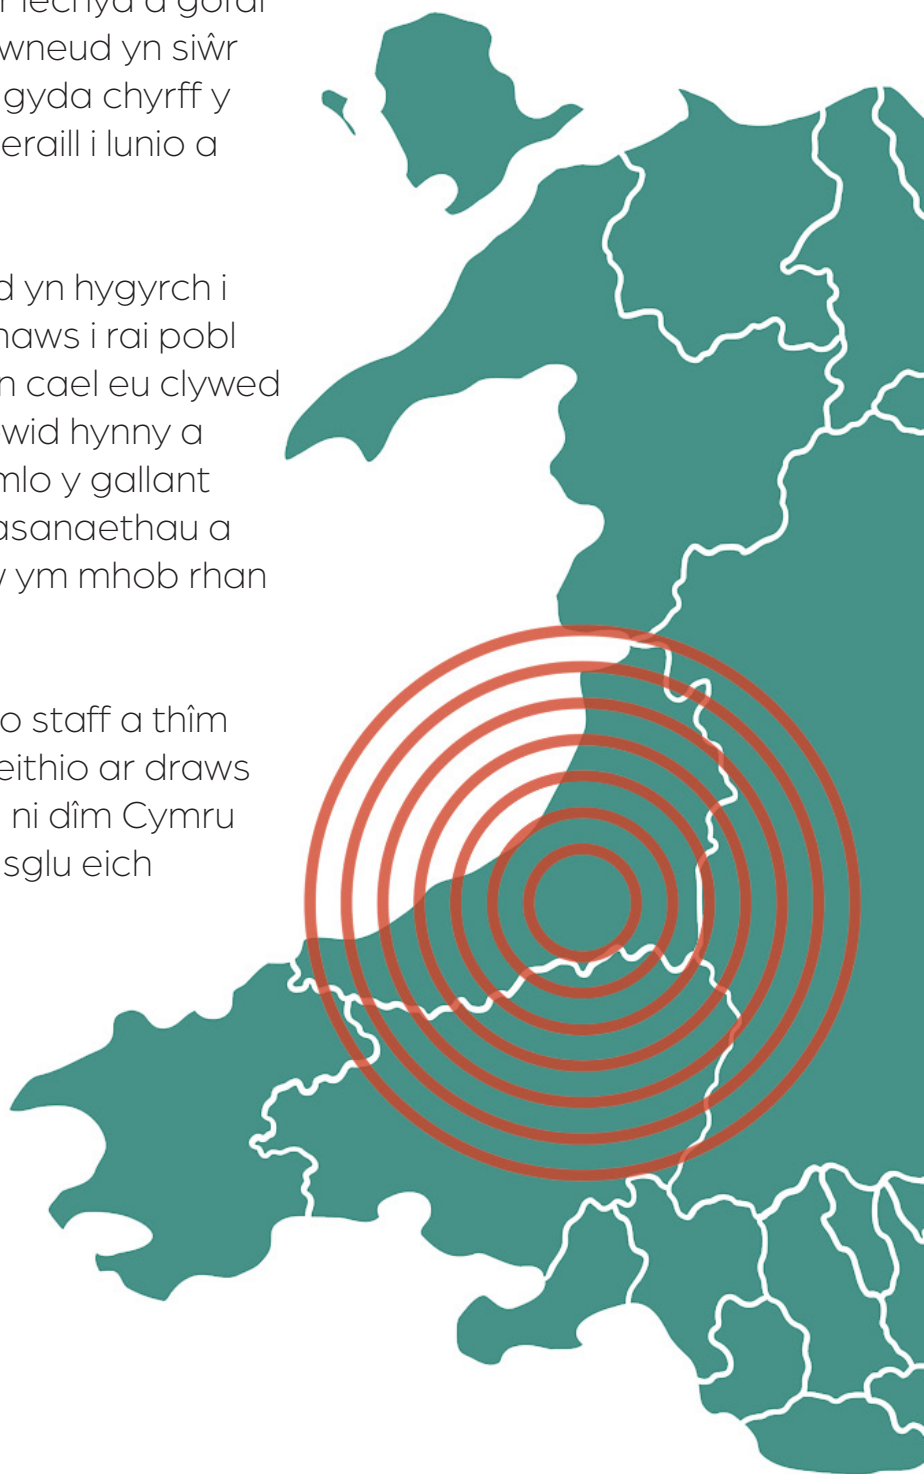 iechyd a gofal
wneud yn siŵr
gyda chyrff y
eraill i lunio a
d yn hygyrch i
naws i rai pobl
n cael eu clywed
wid hynny a
mlo y gallant
asanaethau a
ym mhob rhan
o staff a thîm
eithio ar draws
ni dîm Cymru
sglu eich